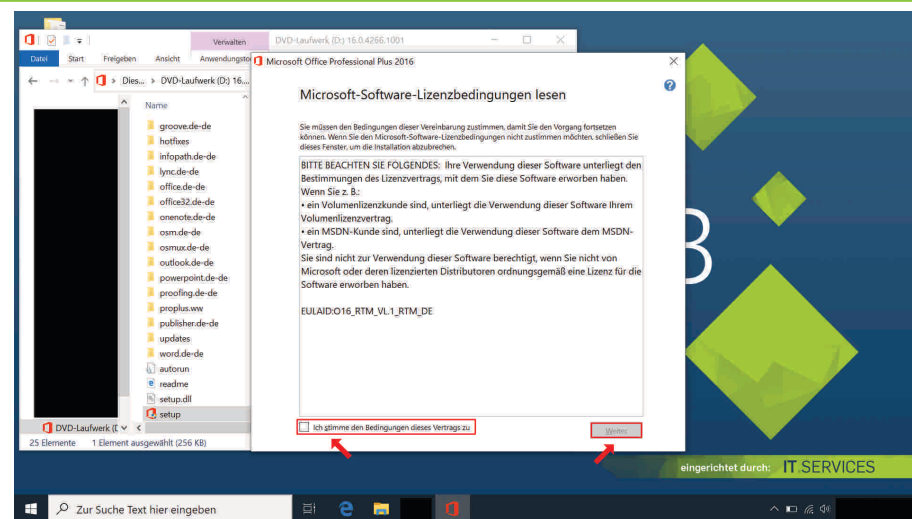 Verwalten
DVD-Laufwerk (D:) 16.0.4266.1001
Datei Start Freigeben Ansicht Anwendungsto
Dies... > DVD-Laufwerk (D:) 16....
Name
groove.de-de
hotfixes
infopath.de-de
lync.de-de
office.de-de
office32.de-de
onenote.de-de
osm.de-de
osmux.de-de
outlook.de-de
powerpoint.de-de
proofing.de-de
proplus.ww
publisher.de-de
updates
word.de-de
autorun
readme
setup.dll
setup
DVD-Laufwerk (D
25 Elemente 1 Element ausgewählt (256 KB)
Microsoft Office Professional Plus 2016
Microsoft-Software-Lizenzbedingungen lesen
Sie müssen den Bedingungen dieser Vereinbarung zustimmen, damit Sie den Vorgang fortsetzen
können. Wenn Sie den Microsoft-Software-Lizenzbedingungen nicht zustimmen möchten, schließen Sie
dieses Fenster, um die Installation abzubrechen.
BITTE BEACHTEN SIE FOLGENDES: Ihre Verwendung dieser Software unterliegt den
Bestimmungen des Lizenzvertrags, mit dem Sie diese Software erworben haben.
Wenn Sie z. B.:
• ein Volumenlizenzkunde sind, unterliegt die Verwendung dieser Software Ihrem
Volumenlizenzvertrag.
• ein MSDN-Kunde sind, unterliegt die Verwendung dieser Software dem MSDN-
Vertrag.
Sie sind nicht zur Verwendung dieser Software berechtigt, wenn Sie nicht von
Microsoft oder deren lizenzierten Distributoren ordnungsgemäß eine Lizenz für die
Software erworben haben.
EULAID:O16_RTM_VL.1_RTM_DE
Ich stimme den Bedingungen dieses Vertrags zu
Weiter
eingerichtet durch: IT.SERVICES
Zur Suche Text hier eingeben